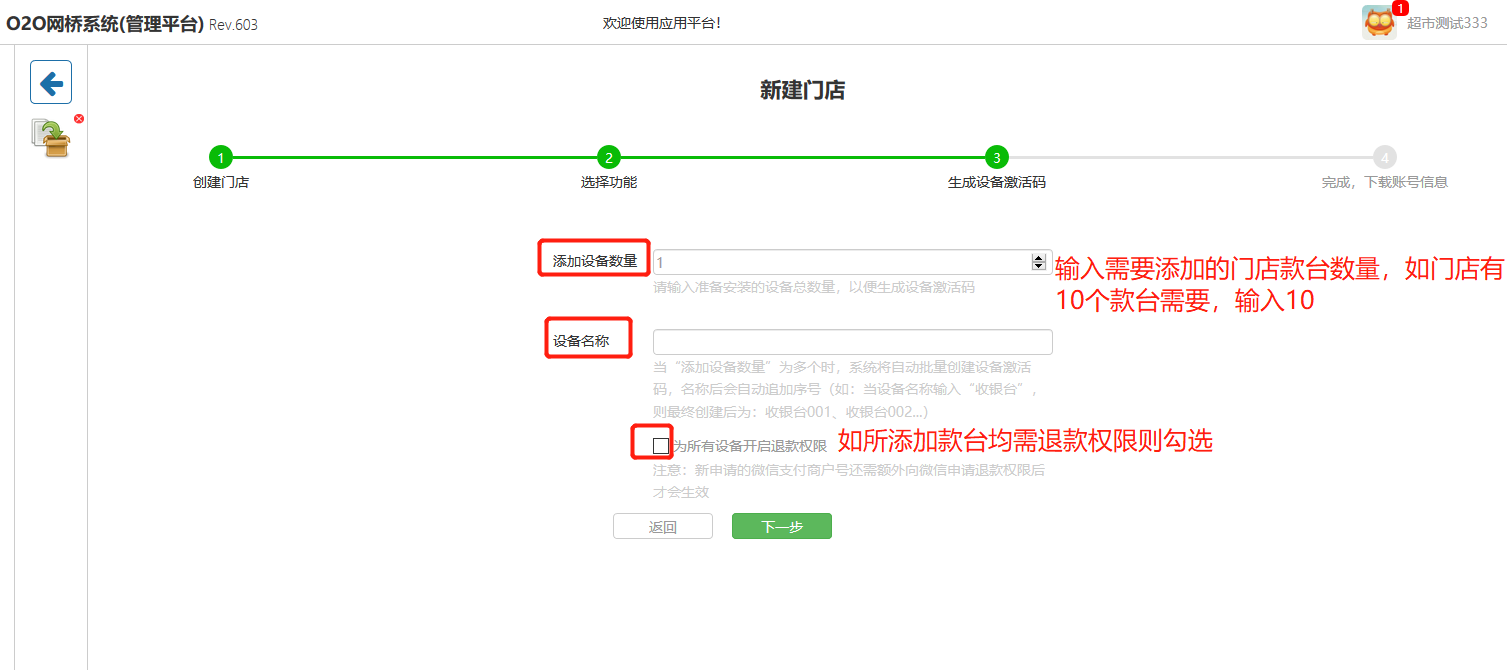 O2O网桥系统(管理平台) Rev.603
欢迎使用应用平台！
1
超市测试333
新建门店
1
2
3
4
创建门店
选择功能
生成设备激活码
完成，下载账号信息
添加设备数量
1
请输入准备安装的设备总数量，以便生成设备激活码
输入需要添加的门店款台数量，如门店有
10个款台需要，输入10
设备名称
当“添加设备数量”为多个时，系统将自动批量创建设备激活
码，名称后会自动追加序号（如：当设备名称输入“收银台”，
则最终创建后为：收银台001、收银台002...）
为所有设备开启退款权限
如所添加款台均需退款权限则勾选
注意：新申请的微信支付商户号还需额外向微信申请退款权限后
才会生效
返回
下一步